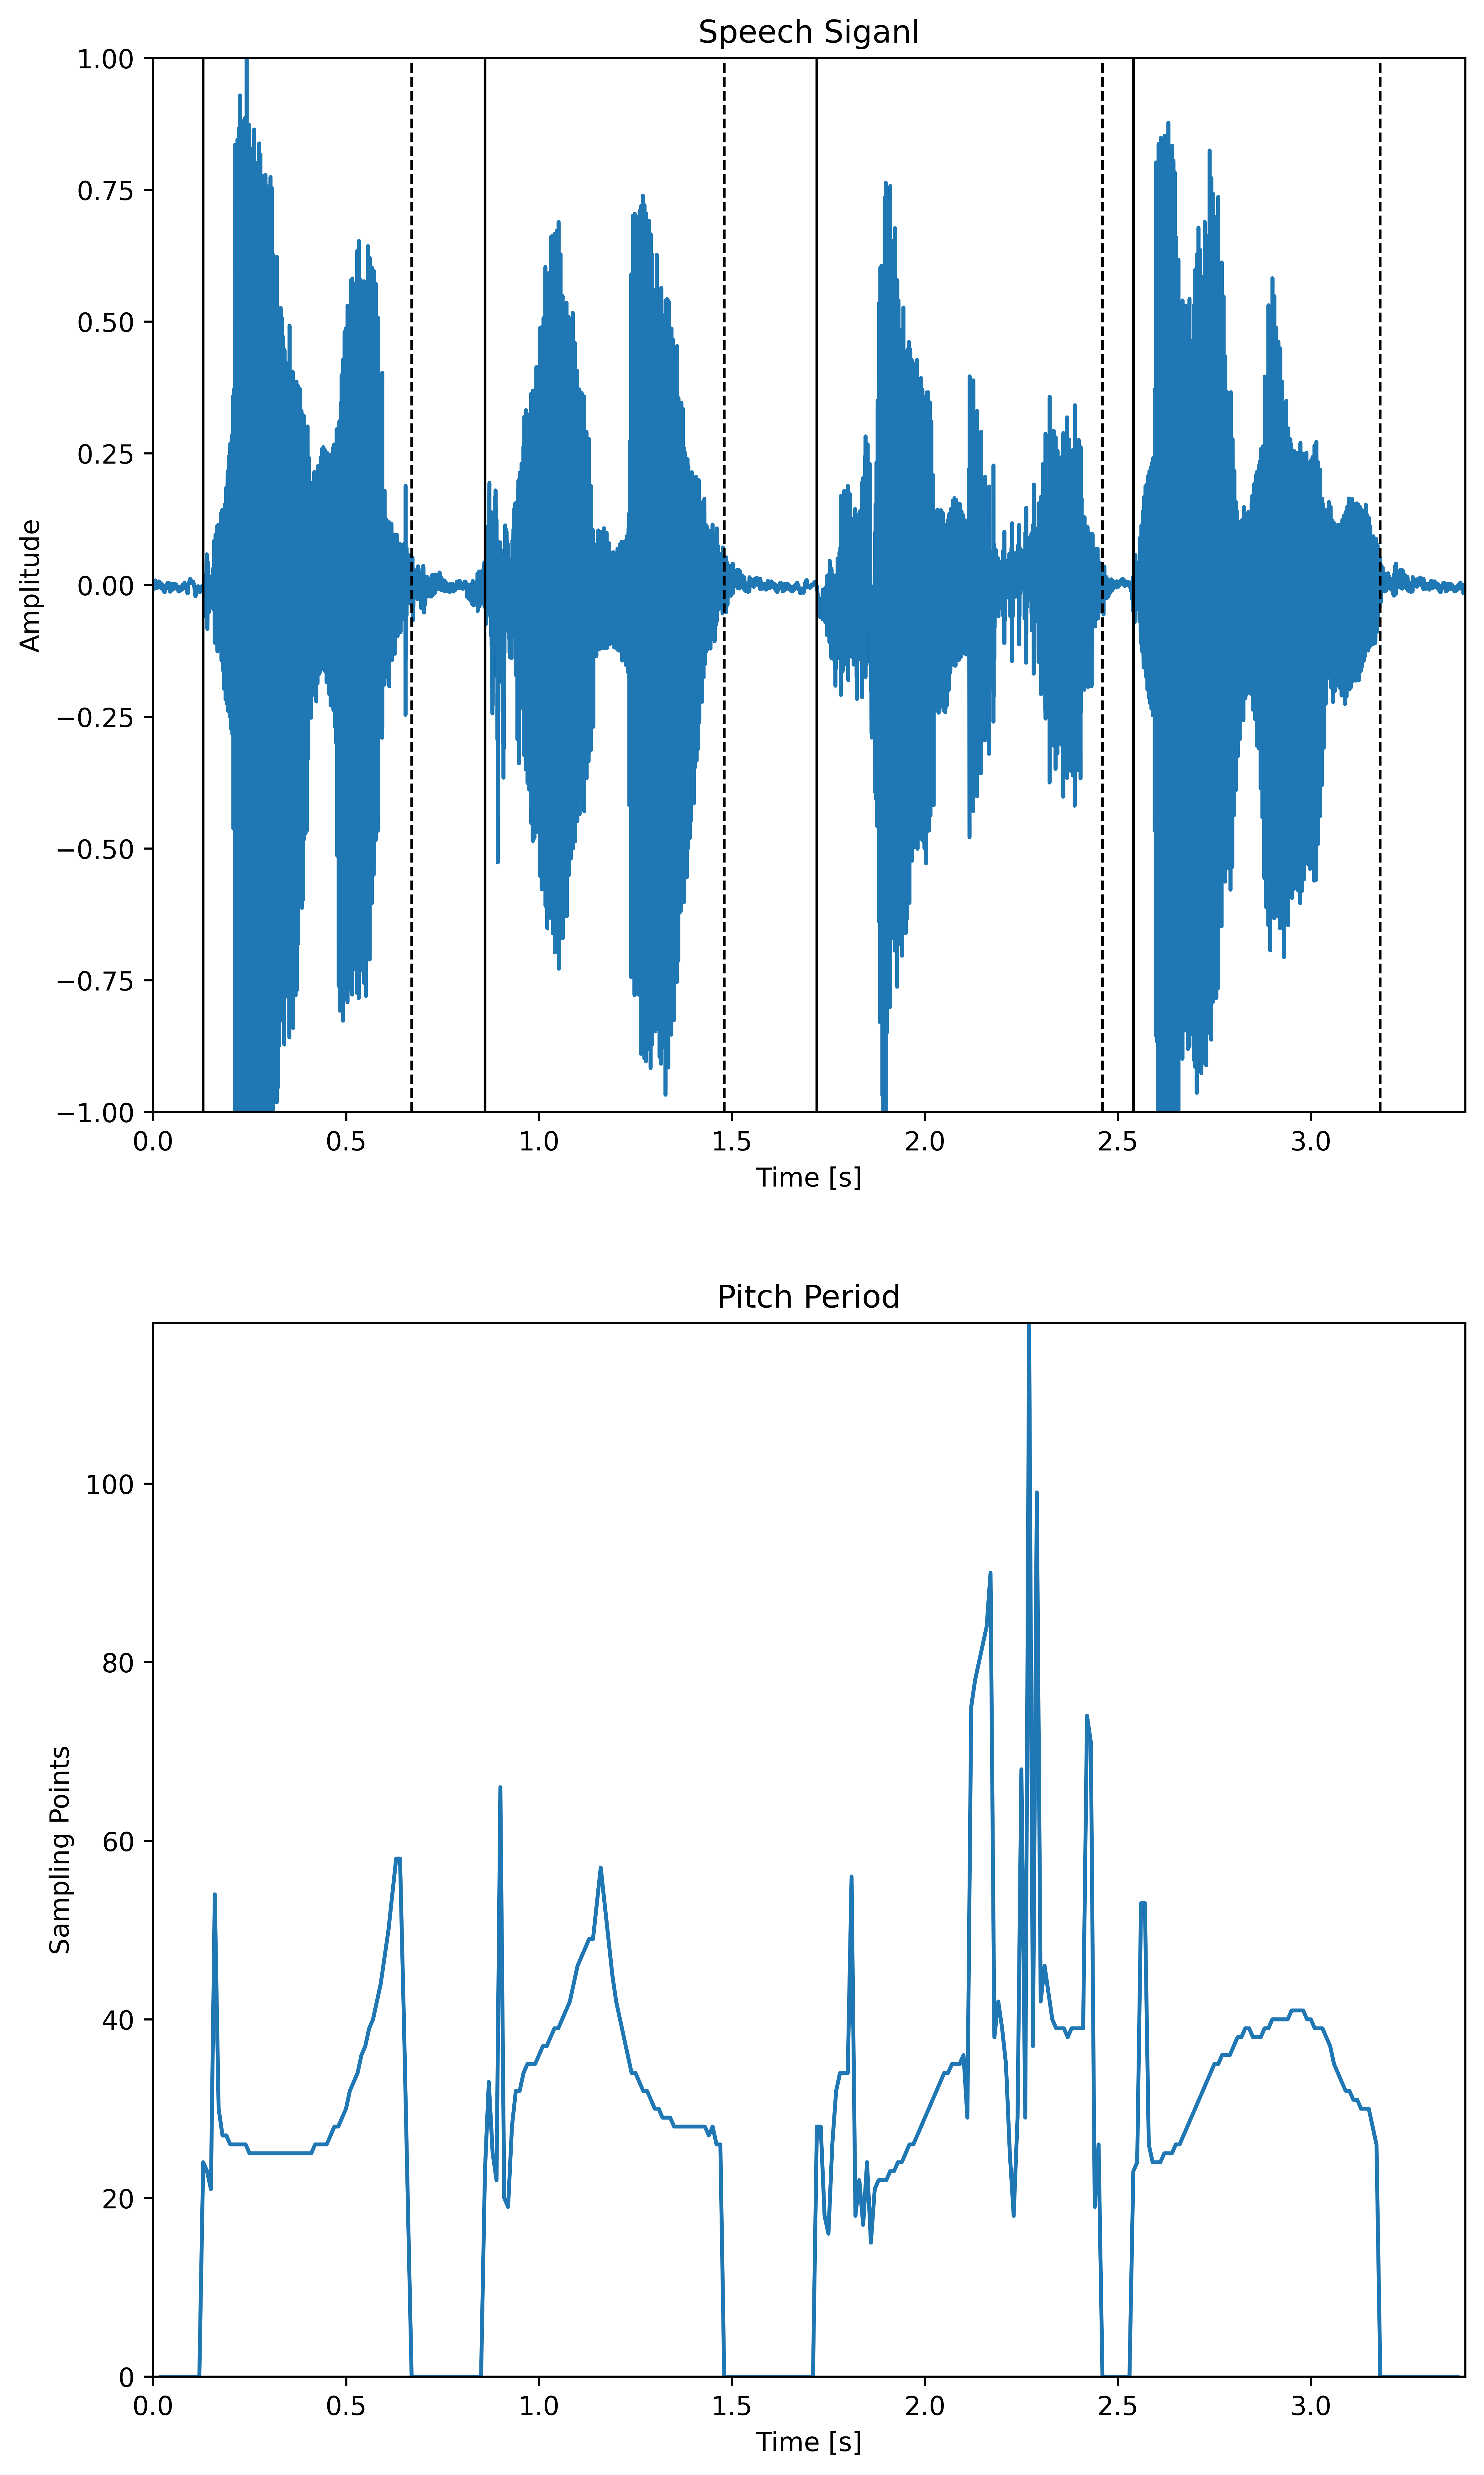 Speech Siganl
1.00
0.75
0.50
0.25
0.00
−0.25
−0.50
−0.75
−1.00
Amplitude
0.0 0.5 1.0 1.5 2.0 2.5 3.0
Time [s]
Pitch Period
100
80
60
40
20
0
Sampling Points
0.0 0.5 1.0 1.5 2.0 2.5 3.0
Time [s]